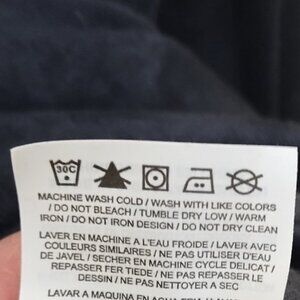 30C
MACHINE WASH COLD / WASH WITH LIKE COLORS
/ DO NOT BLEACH / TUMBLE DRY LOW / WARM
IRON / DO NOT IRON DESIGN / DO NOT DRY CLEAN
LAVER EN MACHINE A L'EAU FROIDE / LAVER AVEC
COULEURS SIMILAIRES / NE PAS UTILISER D'EAU
DE JAVEL / SECHER EN MACHINE CYCLE DELICAT /
REPASSER FER TIEDE / NE PAS REPASSER LE
DESSIN / NE PAS NETTOYER A SEC
LAVAR A MAQUINA EN AGUA